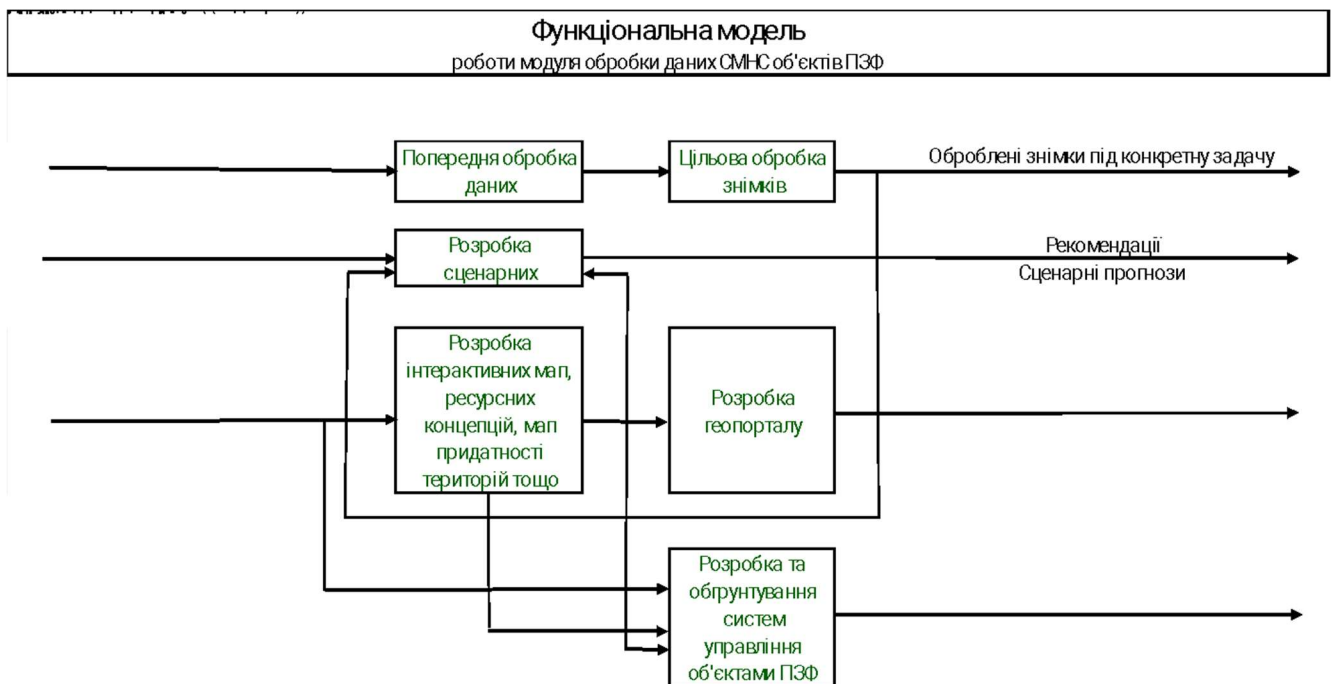 Функціональна модель
роботи модуля обробки даних СМНС об'єктів ПЗФ
Попередня обробка
даних
Цільова обробка
знімків
Оброблені знімки під конкретну задачу
Розробка
сценарних
Рекомендації
Сценарні прогнози
Розробка
інтерактивних мап,
ресурсних
концепцій, мап
придатності
територій тощо
Розробка
геопорталу
Розробка та
обгрунтування
систем
управління
об'єктами ПЗФ